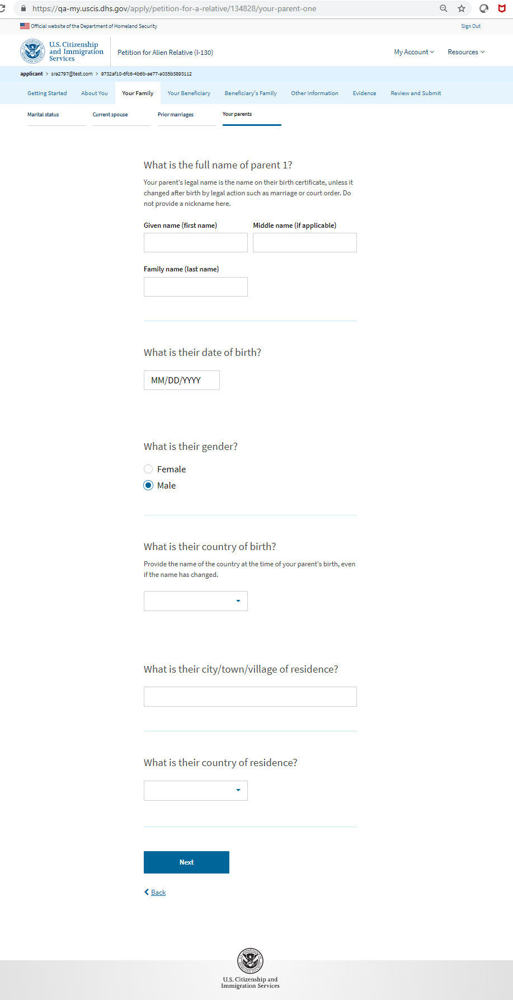 https://qa-my.uscis.dhs.gov/apply/petition-for-a-relative/134828/your-parent-one
Official website of the Department of Homeland Security
Sign Out
U.S. Citizenship
and Immigration
Services
Petition for Alien Relative (I-130)
My Account
Resources
applicant > sra2797@test.com > 9732af10-6fc6-4b6b-ae77-a035b3893112
Getting Started About You Your Family Your Beneficiary Beneficiary's Family Other Information Evidence Review and Submit
Marital status Current spouse Prior marriages Your parents
What is the full name of parent 1?
Your parent's legal name is the name on their birth certificate, unless it
changed after birth by legal action such as marriage or court order. Do
not provide a nickname here.
Given name (first name) Middle name (if applicable)
Family name (last name)
What is their date of birth?
MM/DD/YYYY
What is their gender?
Female
Male
What is their country of birth?
Provide the name of the country at the time of your parent's birth, even
if the name has changed.
What is their city/town/village of residence?
What is their country of residence?
Next
Back
U.S. Citizenship and
Immigration Services